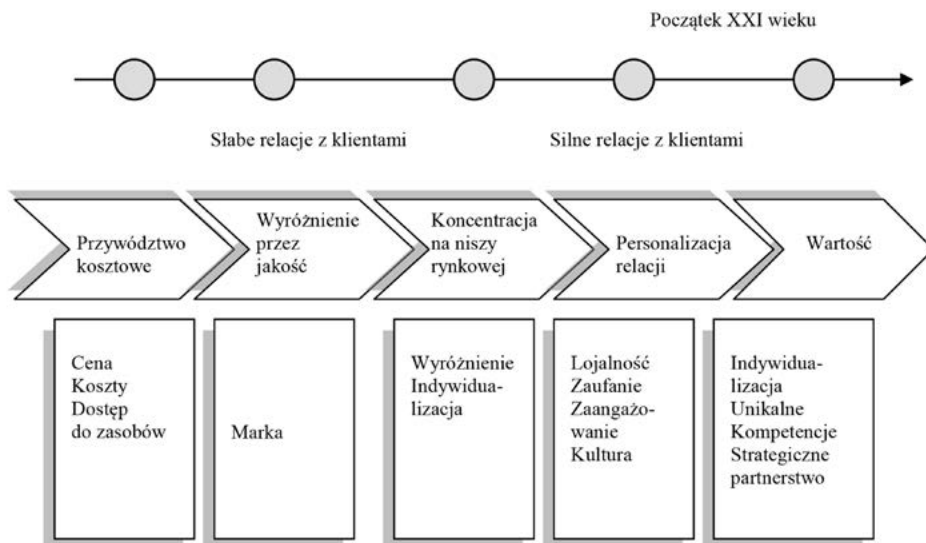 Początek XXI wieku
Słabe relacje z klientami
Silne relacje z klientami
Przywództwo
kosztowe
Wyróżnienie
przez
jakość
Koncentracja
na niszy
rynkowej
Personalizacja
relacji
Wartość
Cena
Koszty
Dostęp
do zasobów
Marka
Wyróżnienie
Indywidua-
lizacja
Lojalność
Zaufanie
Zaangażo-
wanie
Kultura
Indywidua-
lizacja
Unikalne
Kompetencje
Strategiczne
partnerstwo